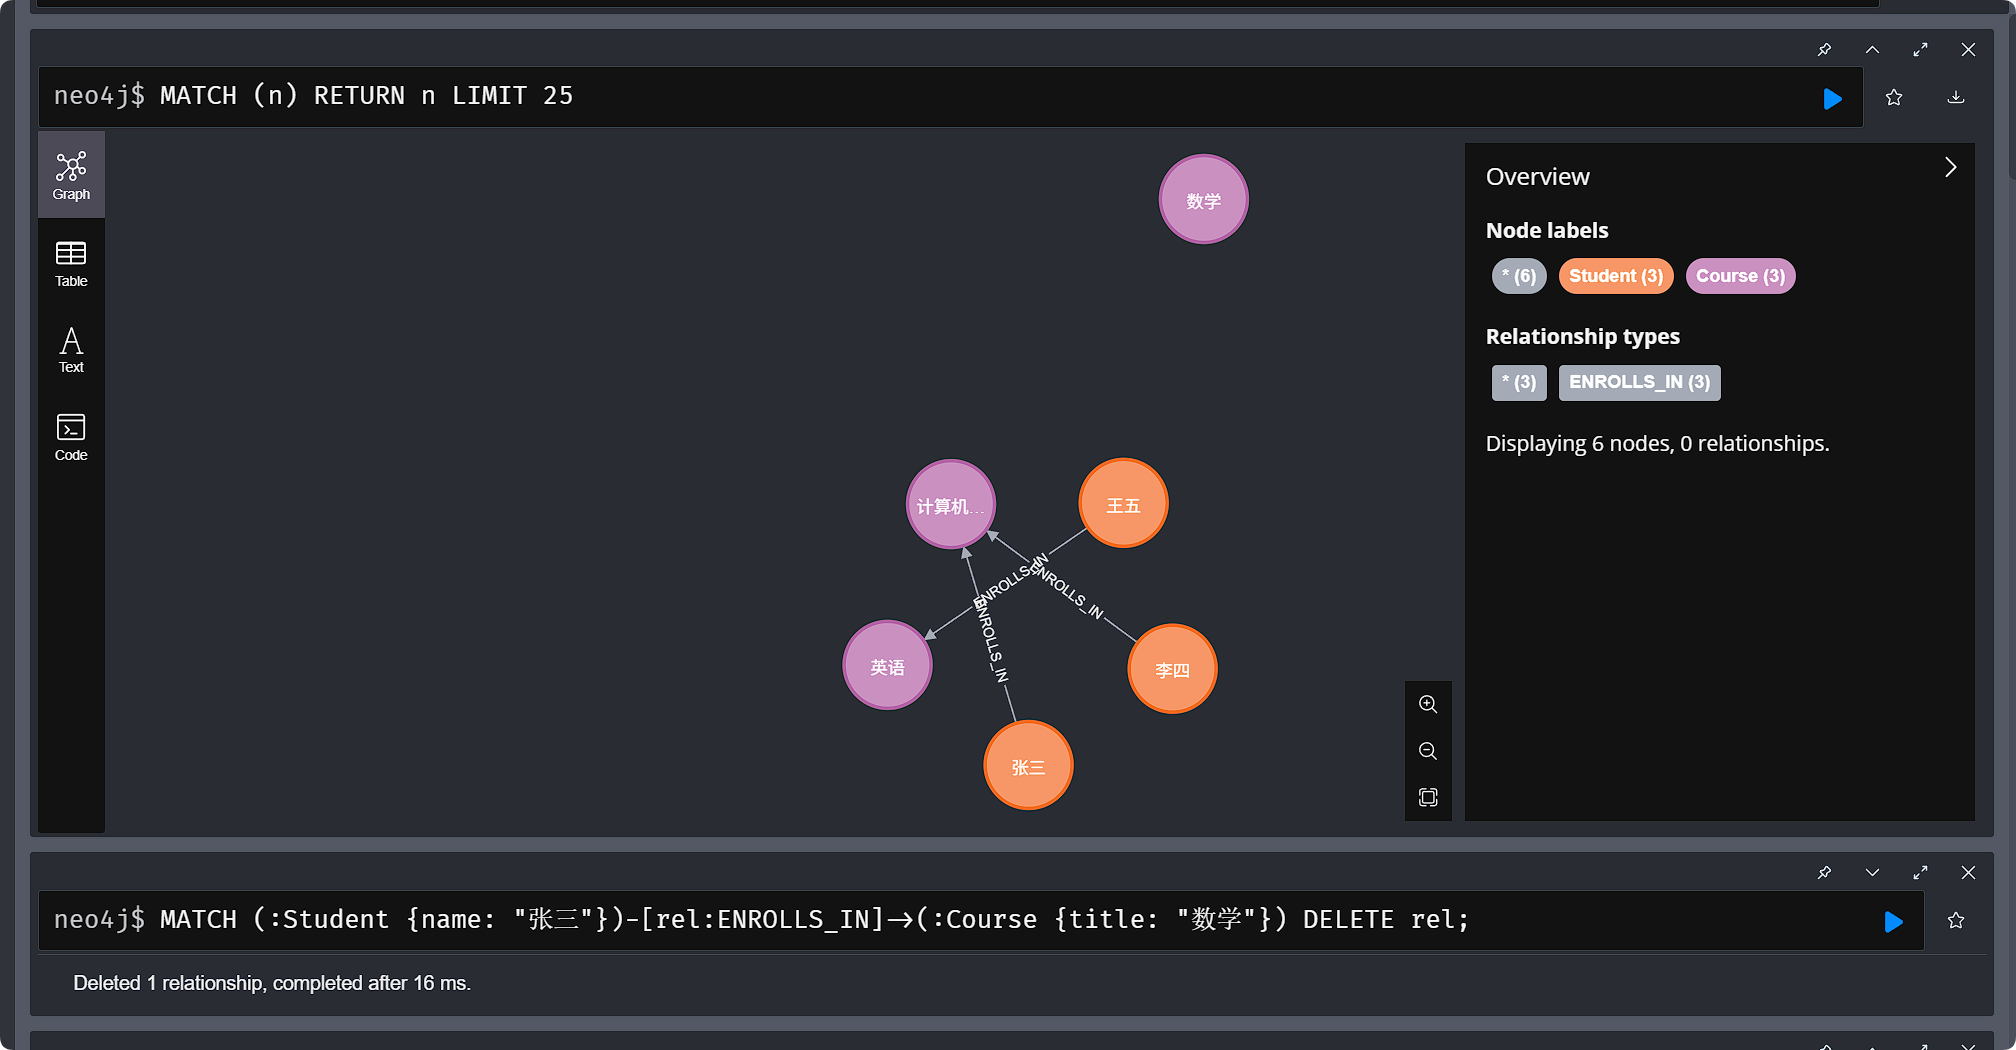 neo4j$ MATCH (n) RETURN n LIMIT 25
Graph
Table
Text
Code
数学
计算机...
王五
ENROLLS_IN
ENROLLS_IN
ENROLLS_IN
英语
李四
张三
Overview
Node labels
* (6) Student (3) Course (3)
Relationship types
* (3) ENROLLS_IN (3)
Displaying 6 nodes, 0 relationships.
neo4j$ MATCH (:Student {name: "张三"})-[rel:ENROLLS_IN]->(:Course {title: "数学"}) DELETE rel;
Deleted 1 relationship, completed after 16 ms.